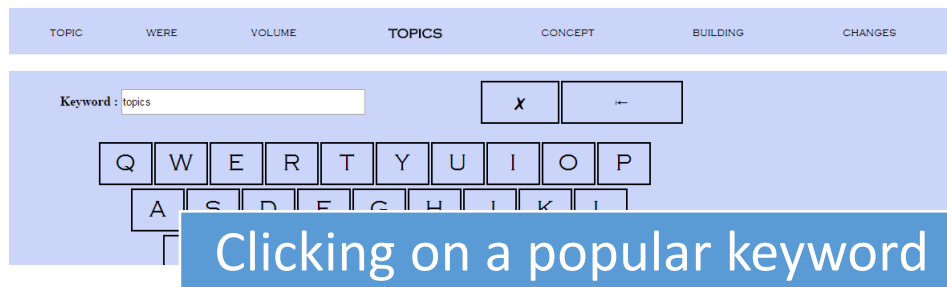 TOPIC WERE VOLUME TOPICS CONCEPT BUILDING CHANGES
Keyword : topics ✗ ⇤
Q W E R T Y U I O P
A S D F G H J K L
Clicking on a popular keyword